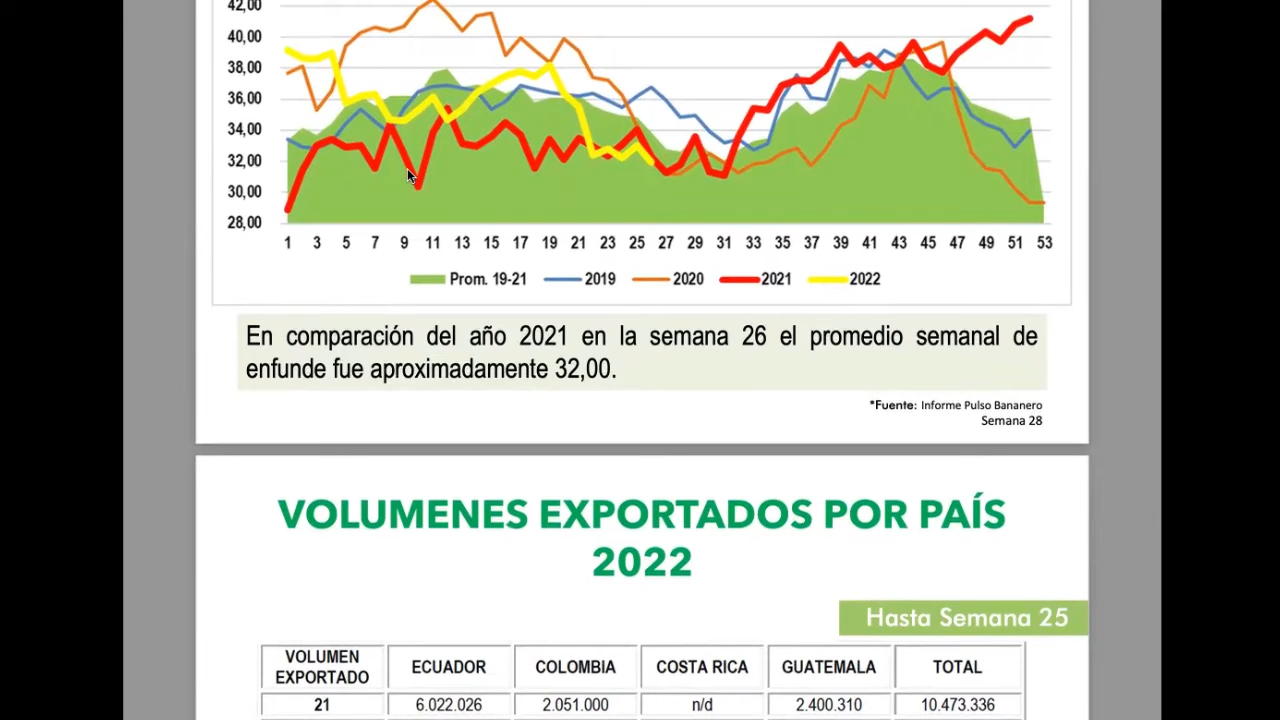 42,00
40,00
38,00
36,00
34,00
32,00
30,00
28,00
1 3 5 7 9 11 13 15 17 19 21 23 25 27 29 31 33 35 37 39 41 43 45 47 49 51 53
Prom. 19-21 2019 2020 2021 2022
En comparación del año 2021 en la semana 26 el promedio semanal de
enfunde fue aproximadamente 32,00.
*Fuente: Informe Pulso Bananero
Semana 28
VOLUMENES EXPORTADOS POR PAÍS
2022
Hasta Semana 25
VOLUMEN EXPORTADO ECUADOR COLOMBIA COSTA RICA GUATEMALA TOTAL
21 6.022.026 2.051.000 n/d 2.400.310 10.473.336